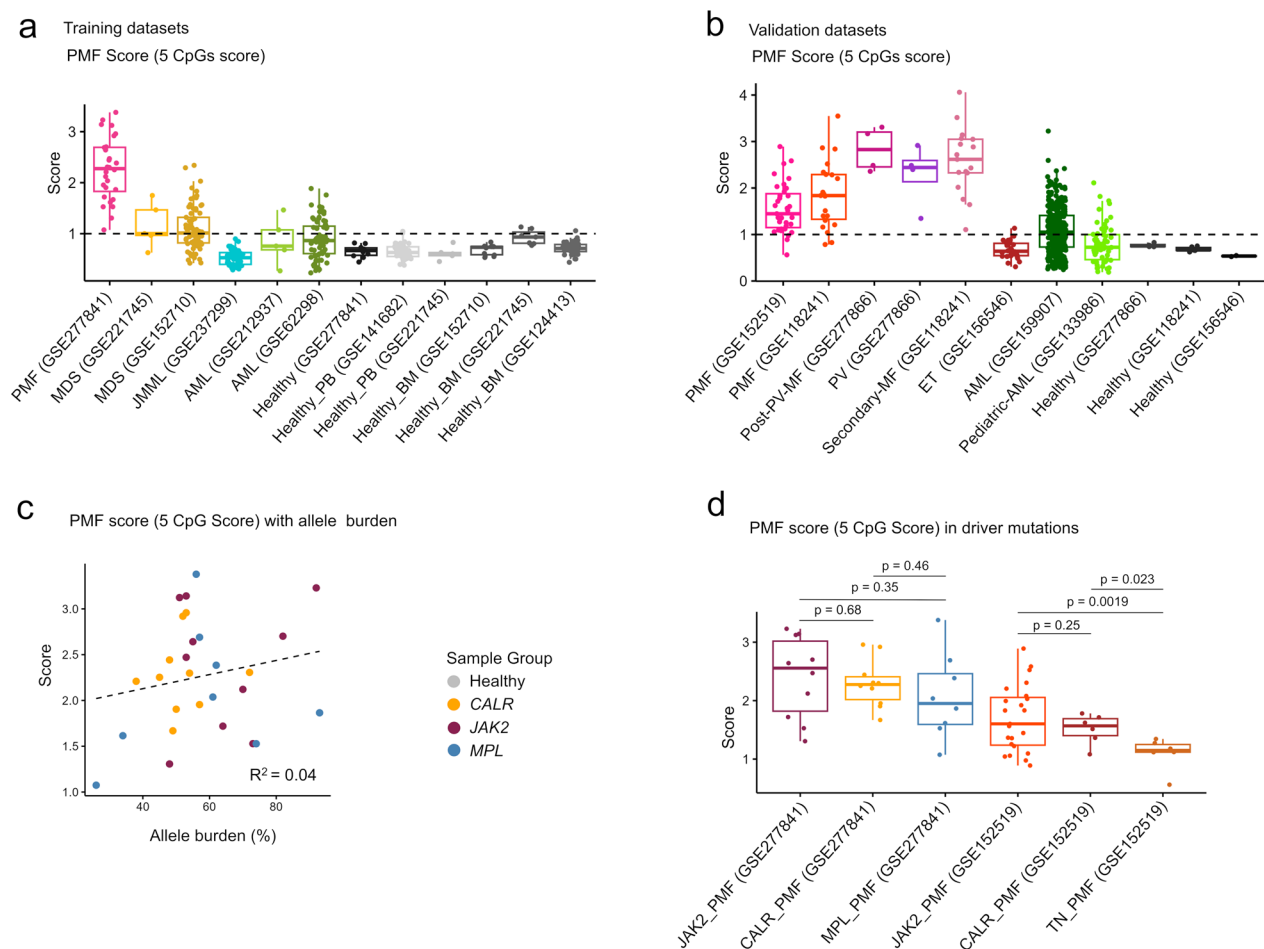 a
Training datasets
PMF Score (5 CpGs score)
Score
3
2
1
PMF (GSE277841)
MDS (GSE221745)
MDS (GSE152710)
JMML (GSE237299)
AML (GSE212937)
AML (GSE62298)
Healthy (GSE277841)
Healthy_PB (GSE141682)
Healthy_PB (GSE221745)
Healthy_BM (GSE152710)
Healthy_BM (GSE221745)
Healthy_BM (GSE124413)
b
Validation datasets
PMF Score (5 CpGs score)
Score
4
3
2
1
0
PMF (GSE152519)
PMF (GSE118241)
Post-PV-MF (GSE277866)
PV (GSE277866)
Secondary-MF (GSE118241)
ET (GSE156546)
AML (GSE159907)
Pediatric-AML (GSE133986)
Healthy (GSE277866)
Healthy (GSE118241)
Healthy (GSE156546)
c
PMF score (5 CpG Score) with allele burden
Score
3.0
2.5
2.0
1.5
1.0
R2 = 0.04
40 60 80
Allele burden (%)
Sample Group
Healthy
CALR
JAK2
MPL
d
PMF score (5 CpG Score) in driver mutations
p = 0.46
p = 0.35
p = 0.68
p = 0.023
p = 0.0019
p = 0.25
Score
3
2
1
JAK2_PMF (GSE277841)
CALR_PMF (GSE277841)
MPL_PMF (GSE277841)
JAK2_PMF (GSE152519)
CALR_PMF (GSE152519)
TN_PMF (GSE152519)